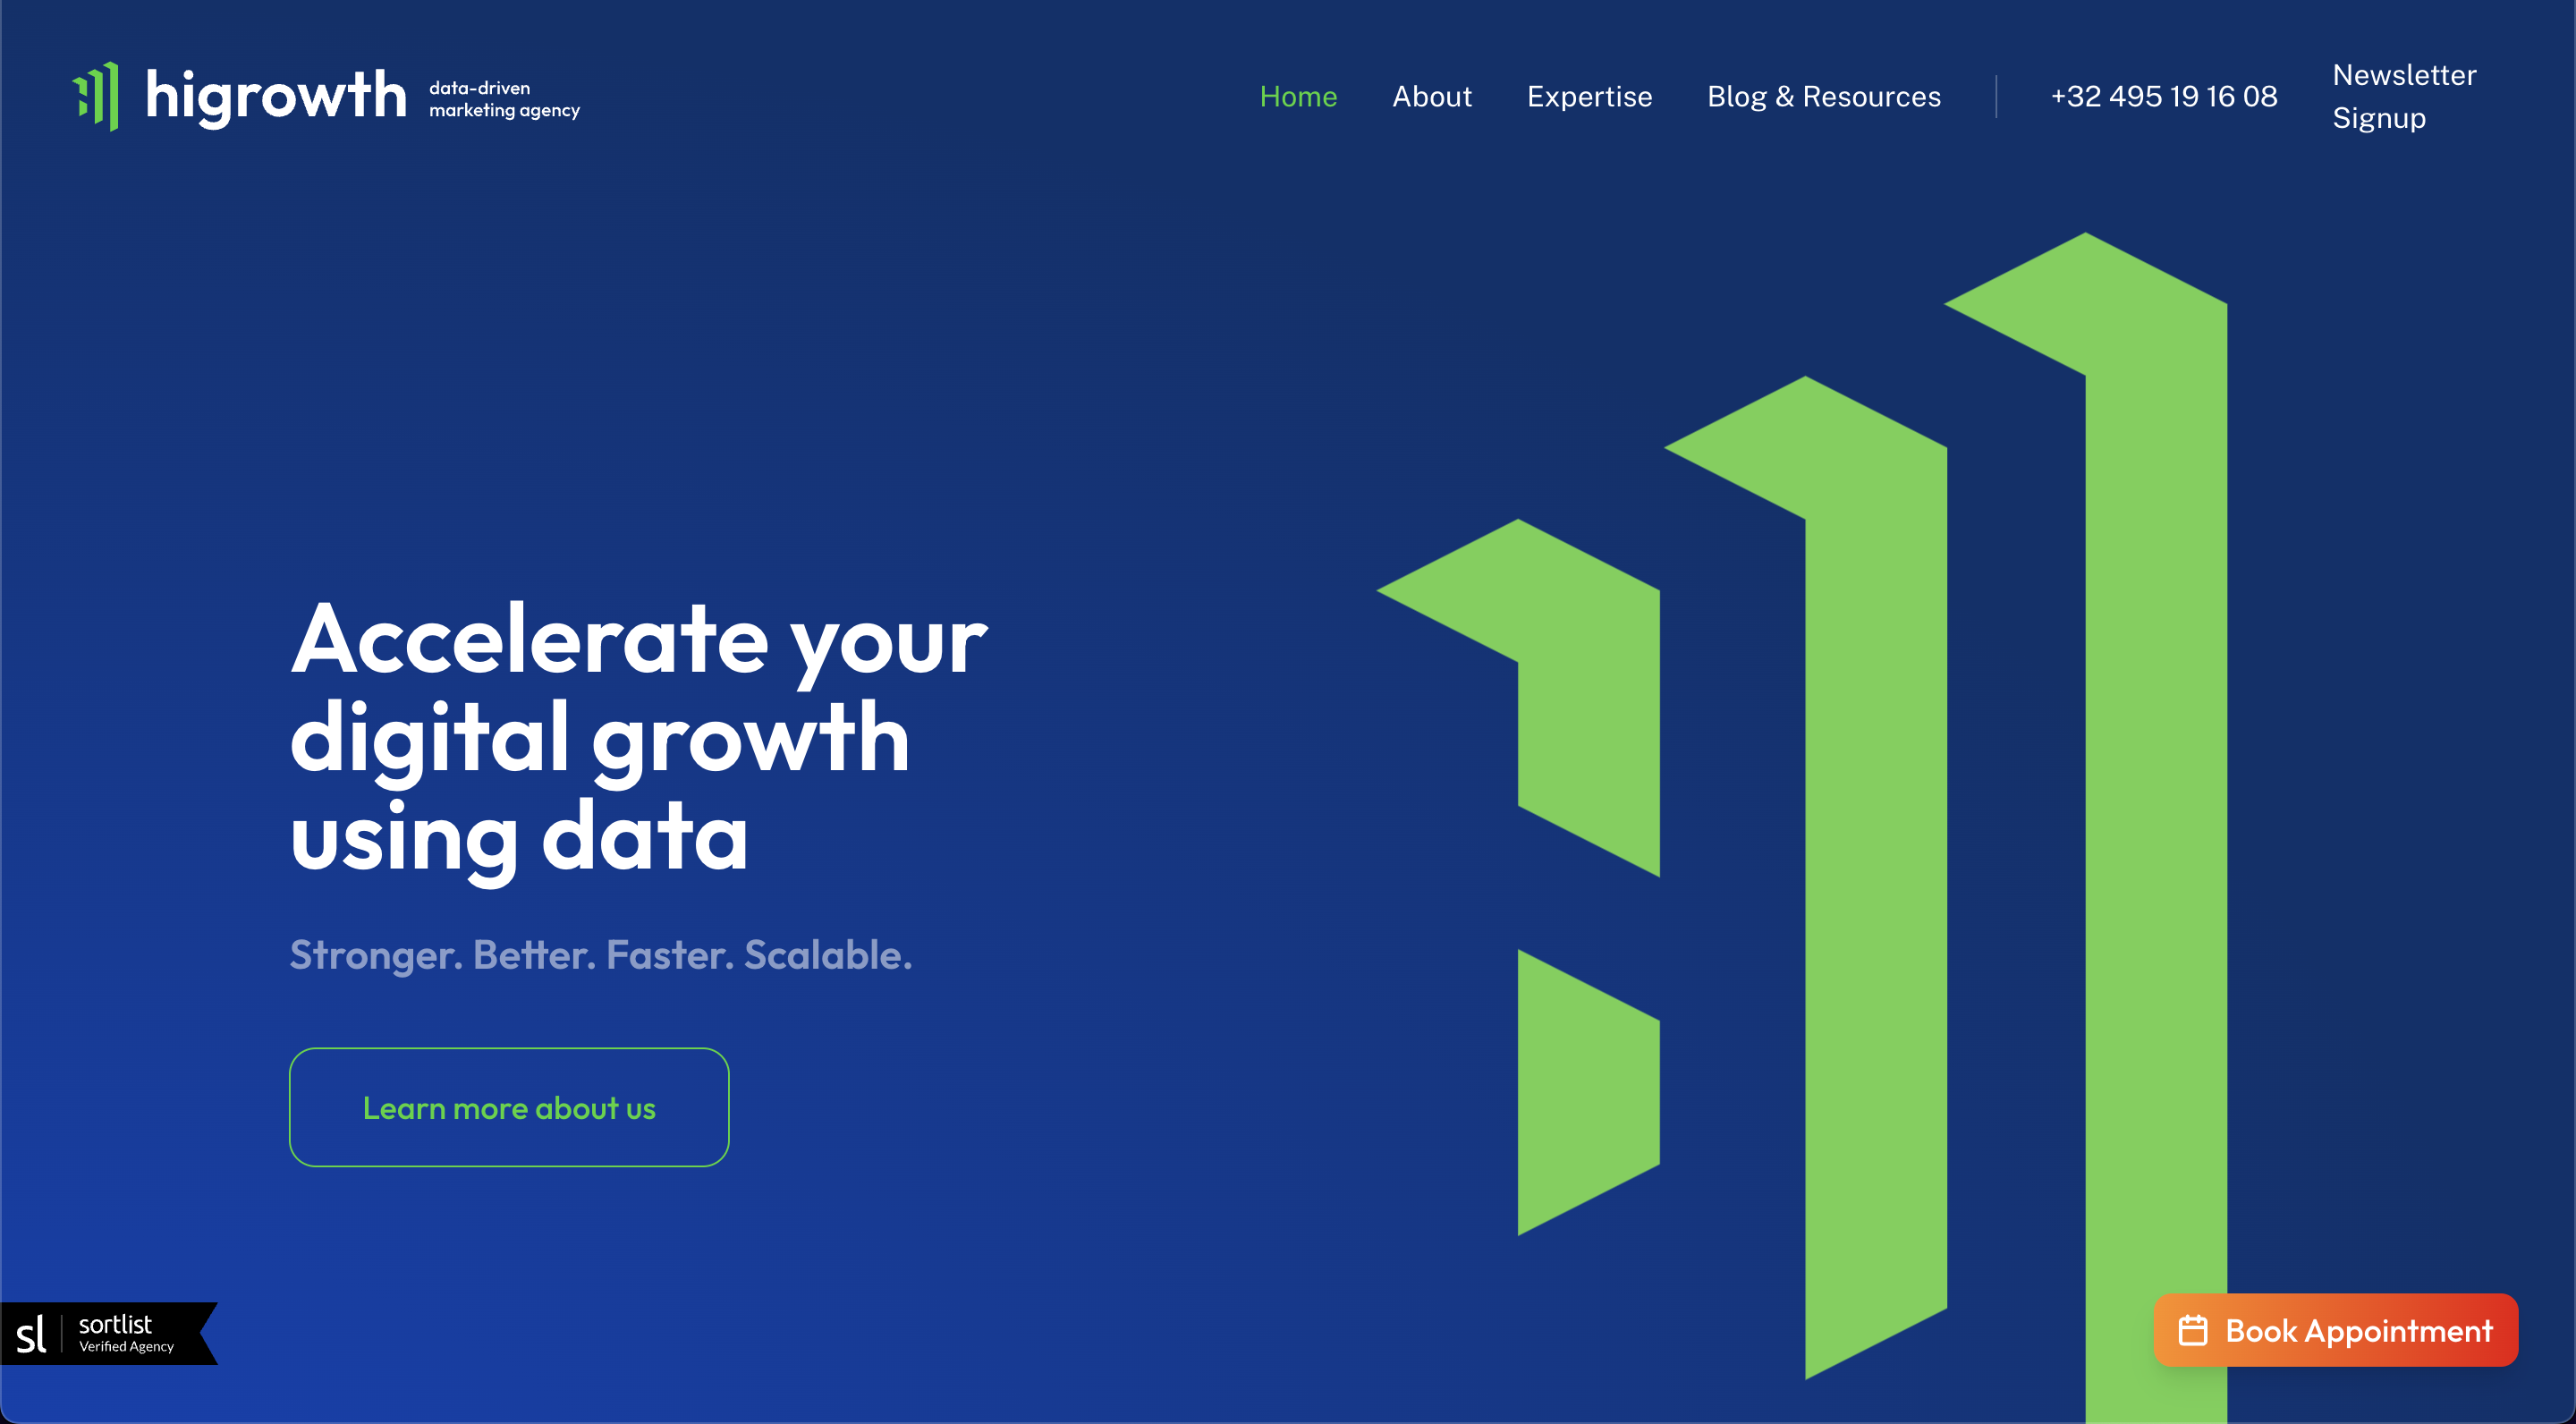 higrowth
data-driven
marketing agency
Home
About
Expertise
Blog & Resources
+32 495 19 16 08
Newsletter
Signup
Accelerate your
digital growth
using data
Stronger. Better. Faster. Scalable.
Learn more about us
sl
sortlist
Verified Agency
Book Appointment